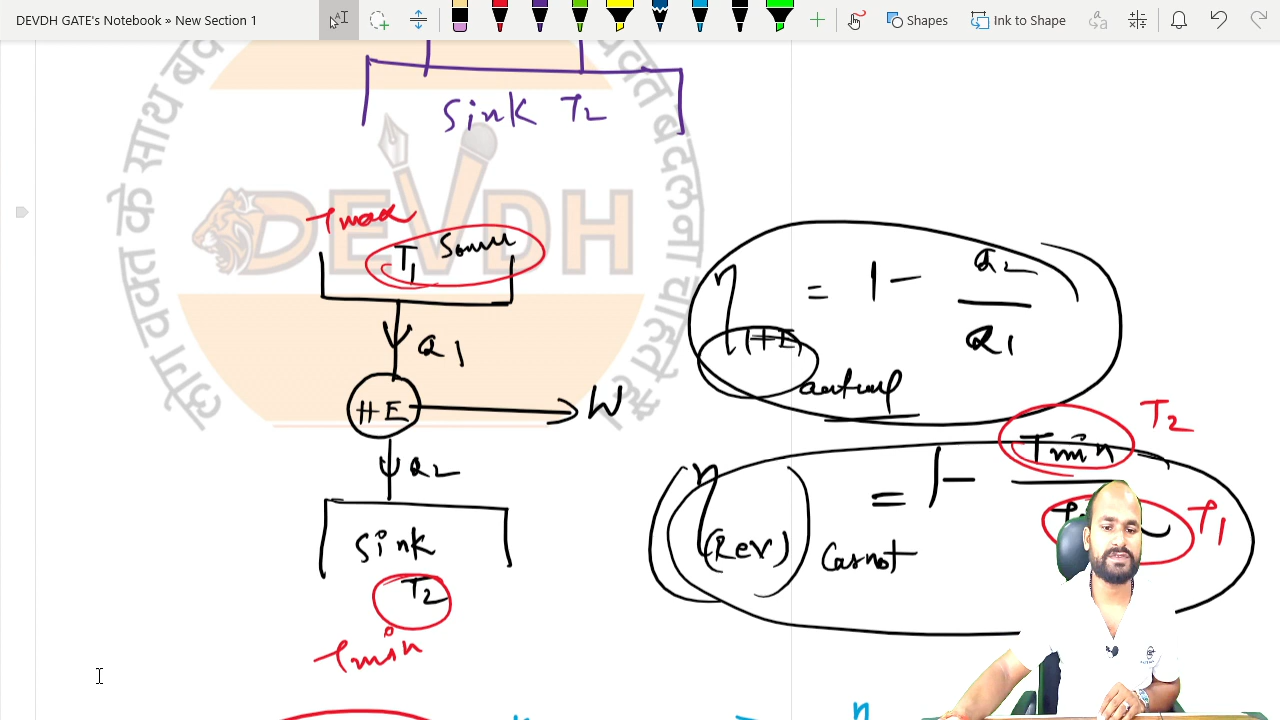 DEVDH GATE's Notebook » New Section 1
Shapes
Ink to Shape
Sink T2
DEVDH
Tmax
T1 Source
Q1
HE
W
Q2
Sink
T2
Tmin
η(HE) = 1 - Q2/Q1
actual
η(Rev) Carnot = 1 - Tmin
T2
T1